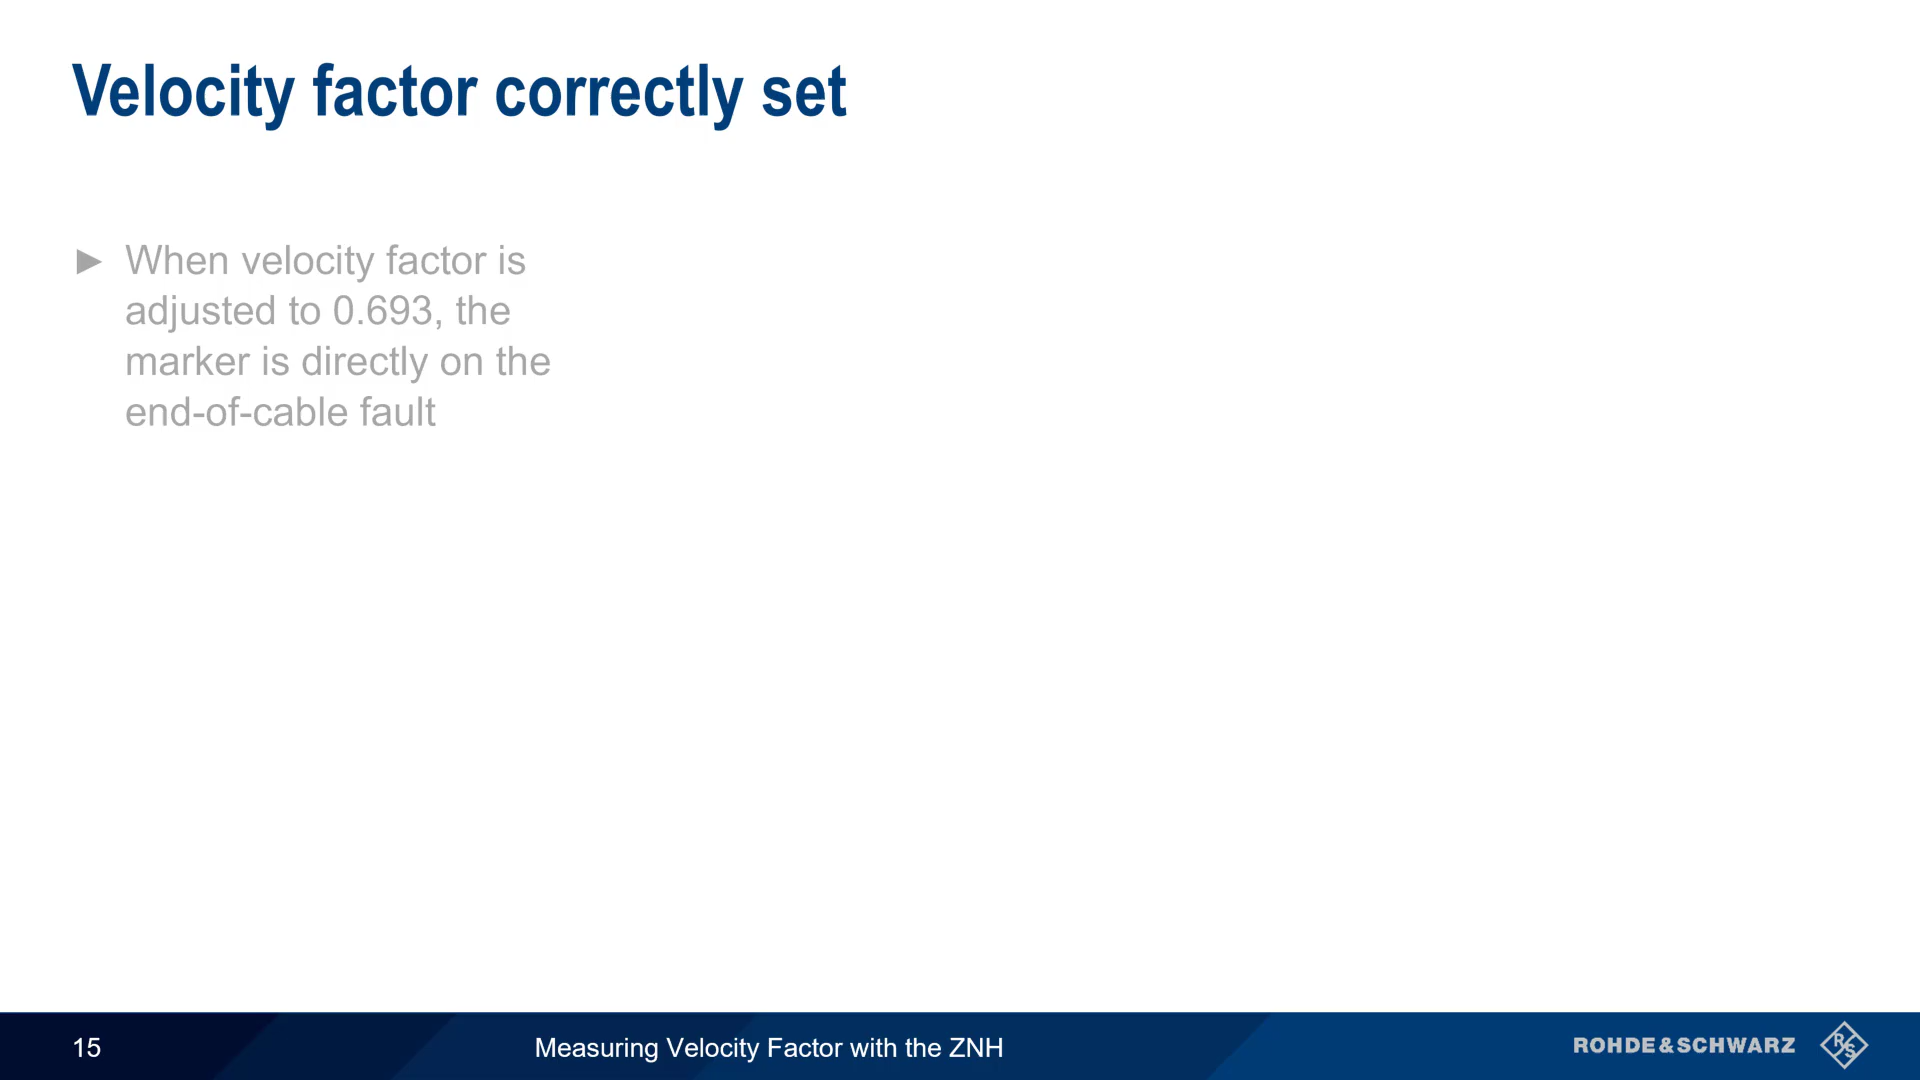 Velocity factor correctly set
► When velocity factor is
adjusted to 0.693, the
marker is directly on the
end-of-cable fault
15
Measuring Velocity Factor with the ZNH
ROHDE&SCHWARZ
R S